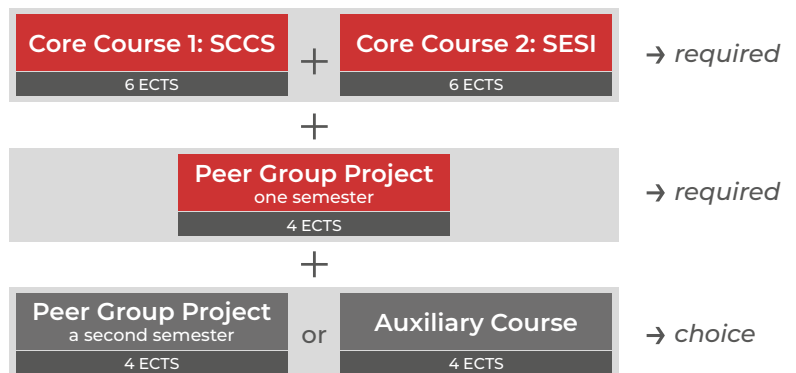 Core Course 1: SCCS + Core Course 2: SESI → required
6 ECTS 6 ECTS
+
Peer Group Project
one semester → required
4 ECTS
+
Peer Group Project
a second semester or Auxiliary Course → choice
4 ECTS 4 ECTS